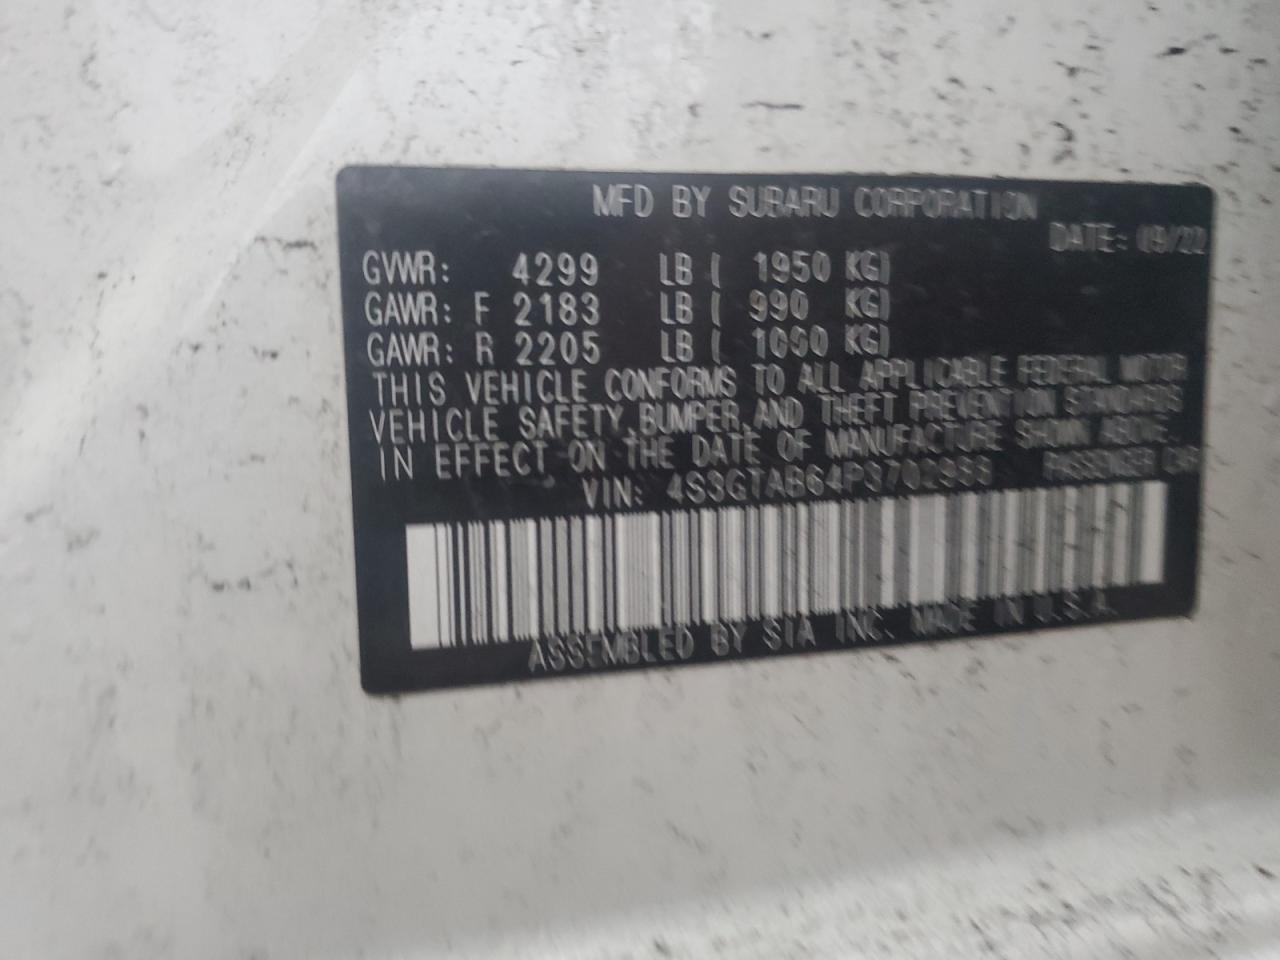 MFD BY SUBARU CORPORATION
DATE: 09/22
GVWR: 4299 LB ( 1950 KG)
GAWR: F 2183 LB ( 990 KG)
GAWR: R 2205 LB ( 1000 KG)
THIS VEHICLE CONFORMS TO ALL APPLICABLE FEDERAL MOTOR
VEHICLE SAFETY, BUMPER, AND THEFT PREVENTION STANDARDS
IN EFFECT ON THE DATE OF MANUFACTURE SHOWN ABOVE.
VIN: 4S3GTAB64P3702988 PASSENGER CAR
ASSEMBLED BY SIA INC. MADE IN U.S.A.